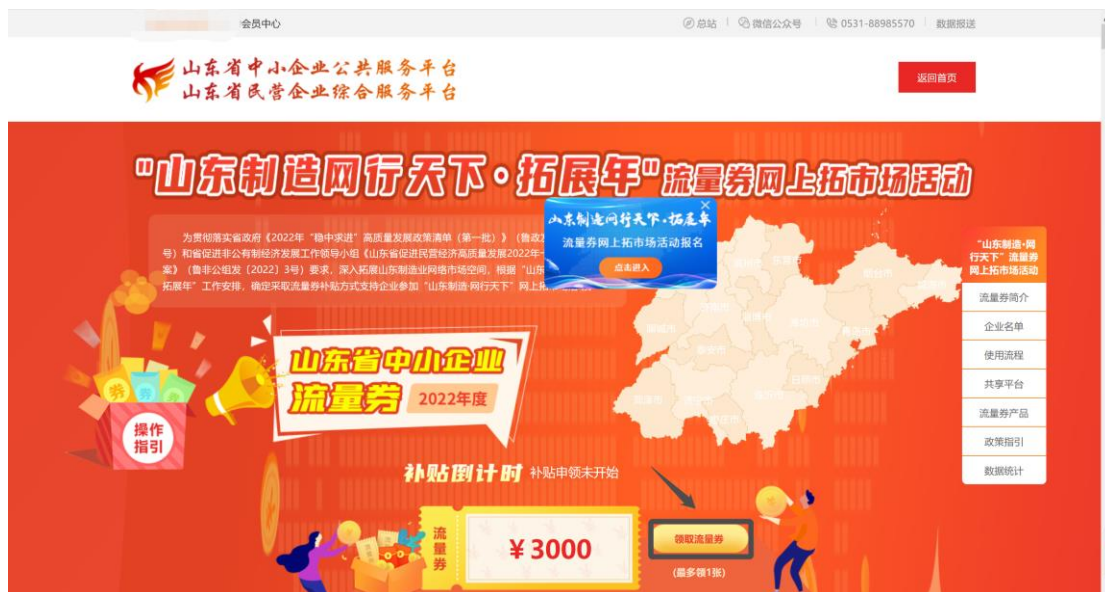 会员中心
总站
微信公众号
0531-88985570
数据报送
山东省中小企业公共服务平台
山东省民营企业综合服务平台
返回首页
"山东制造网行天下·拓展年"流量券网上拓市场活动
为贯彻落实省政府《2022年“稳中求进”高质量发展政策清单（第一批）》（鲁政发
号）和省促进非公有制经济发展工作领导小组《山东省促进民营经济高质量发展2022年
案》（鲁非公组发〔2022〕3号）要求，深入拓展山东制造业网络市场空间，根据“山东
拓展年”工作安排，确定采取流量券补贴方式支持企业参加“山东制造·网行天下”网上拓
山东制造网行天下·拓展年
流量券网上拓市场活动报名
点击进入
"山东制造·网
行天下"流量券
网上拓市场活动
流量券简介
企业名单
使用流程
共享平台
流量券产品
政策指引
数据统计
券
券
券
操作
指引
山东省中小企业
流量券
2022年度
补贴倒计时 补贴申领未开始
流量券
¥3000
领取流量券
(最多领1张)